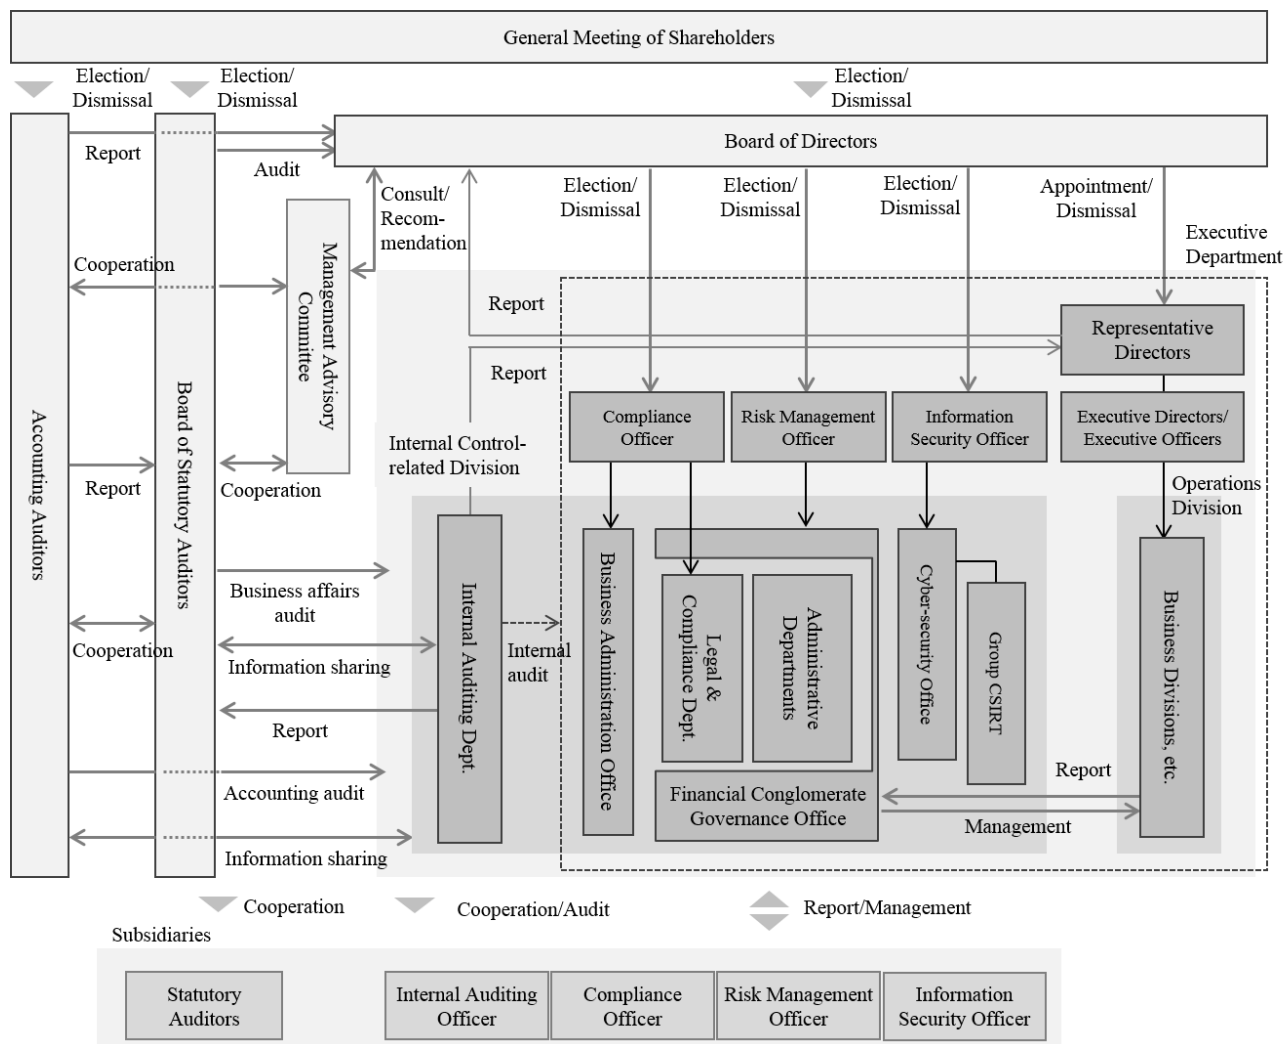 General Meeting of Shareholders
Election/
Dismissal
Election/
Dismissal
Election/
Dismissal
Board of Directors
Report
Audit
Consult/
Recom-
mendation
Election/
Dismissal
Election/
Dismissal
Election/
Dismissal
Appointment/
Dismissal
Executive
Department
Cooperation
Management Advisory
Committee
Report
Report
Representative
Directors
Accounting Auditors
Board of Statutory Auditors
Compliance
Officer
Risk Management
Officer
Information
Security Officer
Executive Directors/
Executive Officers
Internal Control-
related Division
Report
Cooperation
Operations
Division
Internal Auditing Dept.
Business Administration Office
Legal &
Compliance Dept.
Administrative
Departments
Cyber-security Office
Group CSIRT
Business Divisions, etc.
Business affairs
audit
Cooperation
Information sharing
Internal
audit
Report
Accounting audit
Information sharing
Financial Conglomerate
Governance Office
Report
Management
Cooperation
Cooperation/Audit
Report/Management
Subsidiaries
Statutory
Auditors
Internal Auditing
Officer
Compliance
Officer
Risk Management
Officer
Information
Security Officer